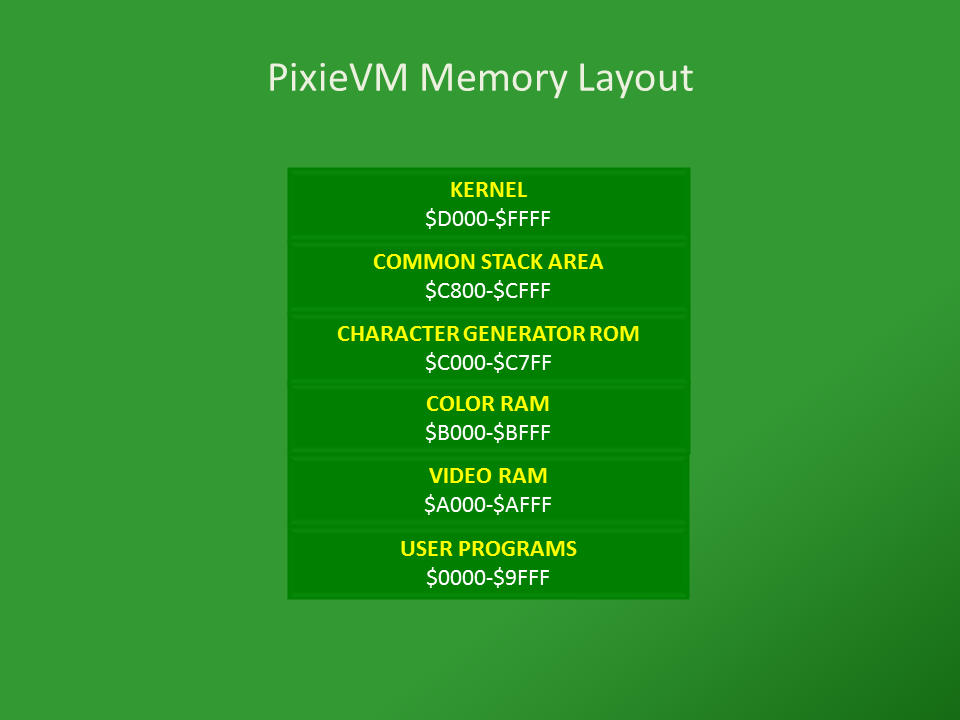 PixieVM Memory Layout
KERNEL
$D000-$FFFF
COMMON STACK AREA
$C800-$CFFF
CHARACTER GENERATOR ROM
$C000-$C7FF
COLOR RAM
$B000-$BFFF
VIDEO RAM
$A000-$AFFF
USER PROGRAMS
$0000-$9FFF